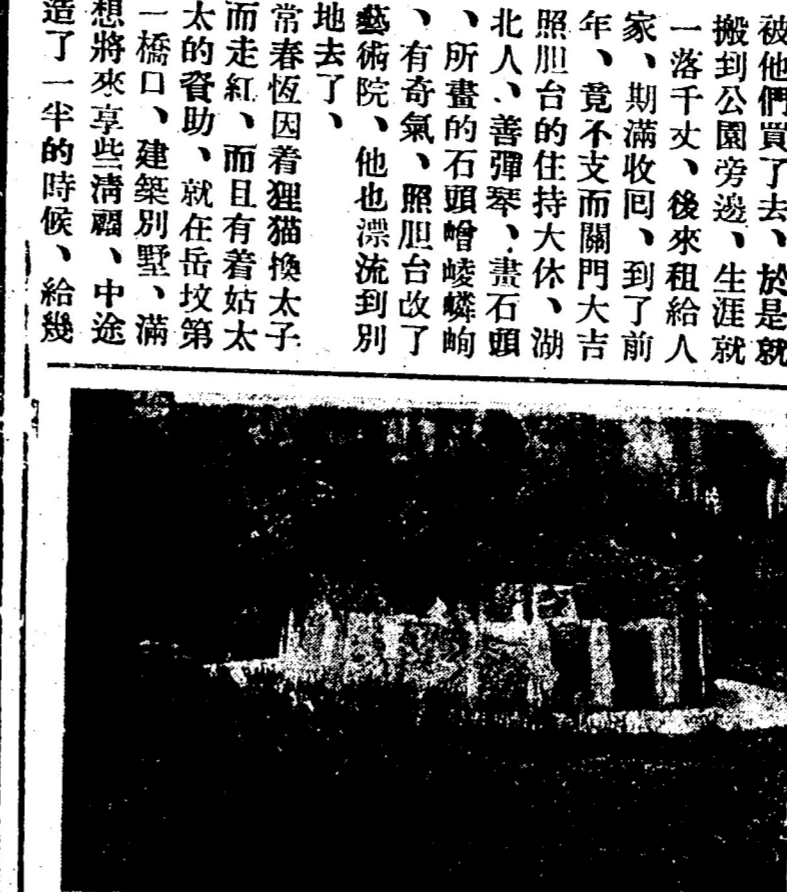 被他們買了去、於是就
搬到公園旁邊、生涯就
一落千丈、後來租給人
家、期滿收回、到了前
年、竟不支而關門大吉
照胆台的住持大休、湖
北人、善彈琴、畫石頭
、所畫的石頭嶒崚嶙峋
、有奇氣、照胆台改了
藝術院、他也漂流到別
地去了、
常春恆因着狸猫換太子
而走紅、而且有着姑太
太的資助、就在岳坟第
一橋口、建築別墅、滿
想將來享些清福、中途
造了一半的時候、給幾